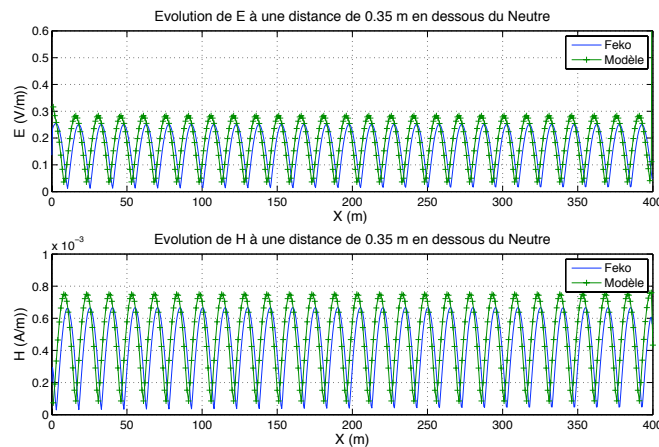 Evolution de E à une distance de 0.35 m en dessous du Neutre
0.6
0.5
0.4
0.3
0.2
0.1
0
E (V/m))
Feko
Modèle
0 50 100 150 200 250 300 350 400
X (m)
Evolution de H à une distance de 0.35 m en dessous du Neutre
x 10⁻³
1
0.8
0.6
0.4
0.2
0
H (A/m))
Feko
Modèle
0 50 100 150 200 250 300 350 400
X (m)